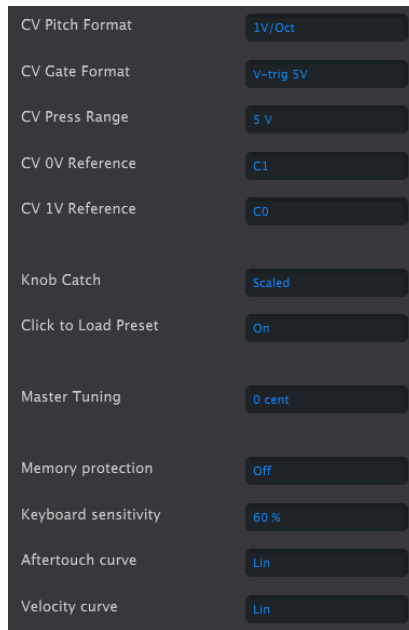 CV Pitch Format 1V/Oct
CV Gate Format V-trig 5V
CV Press Range 5 V
CV 0V Reference C1
CV 1V Reference C0
Knob Catch Scaled
Click to Load Preset On
Master Tuning 0 cent
Memory protection Off
Keyboard sensitivity 60 %
Aftertouch curve Lin
Velocity curve Lin